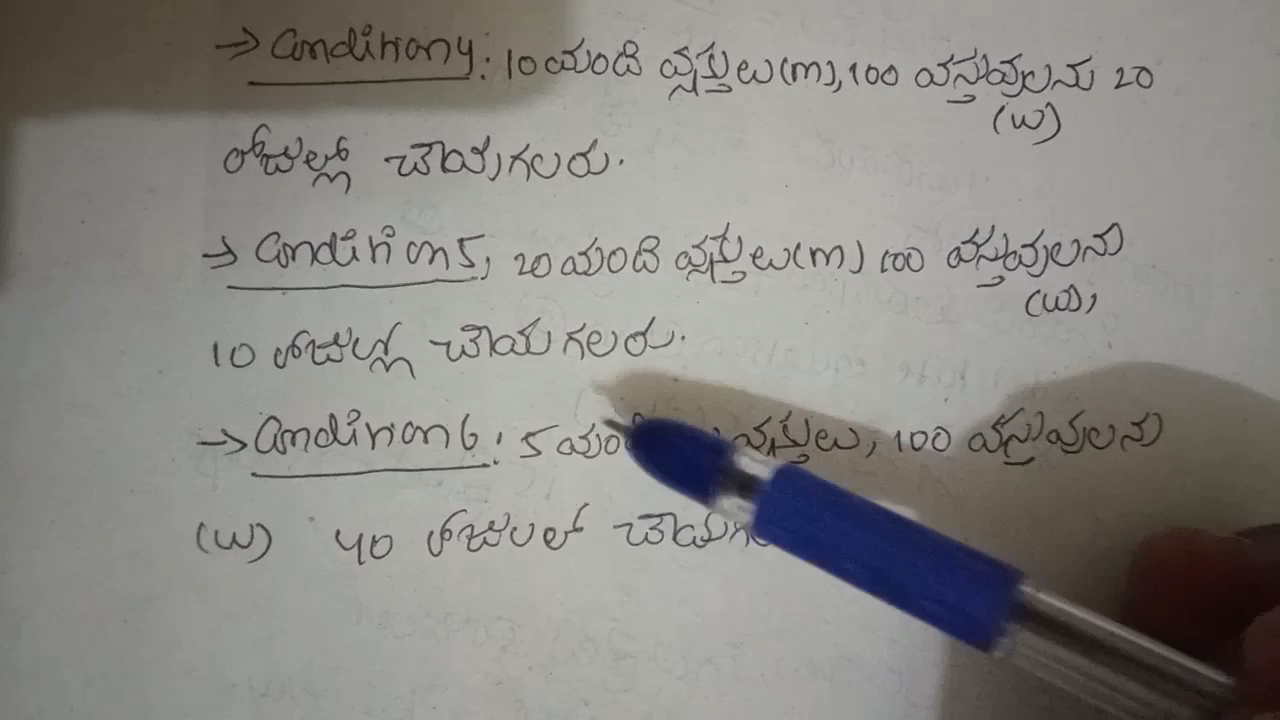 → Condition 4: 10 మంది వ్యక్తులు(m), 100 వస్తువులను 20
(W)
రోజుల్లో చేయగలరు.
→ Condition 5, 20 మంది వ్యక్తులు(m) 100 వస్తువులను
(W),
10 రోజుల్లో చేయగలరు.
→ Condition 6: 5 మంది వ్యక్తులు, 100 వస్తువులను
(W) 40 రోజులలో